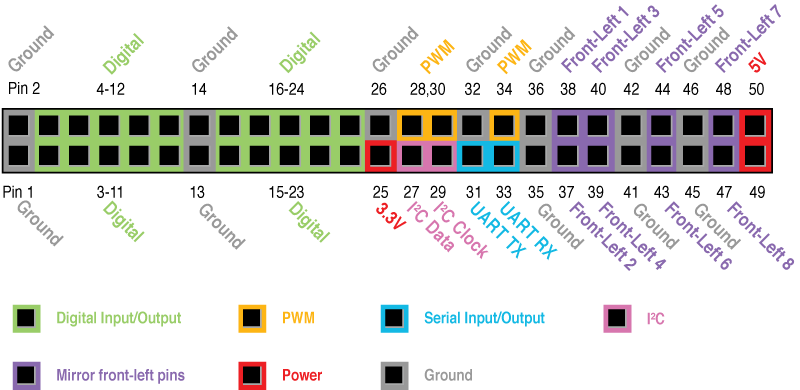 Ground Digital Ground Digital Ground PWM Ground PWM Ground Front-Left 1 Front-Left 3 Ground Front-Left 5 Ground Front-Left 7 5V
Pin 2 4-12 14 16-24 26 28,30 32 34 36 38 40 42 44 46 48 50
Pin 1 3-11 13 15-23 25 27 29 31 33 35 37 39 41 43 45 47 49
Ground Digital Ground Digital 3.3V I²C Data I²C Clock UART TX UART RX Ground Front-Left 2 Front-Left 4 Ground Front-Left 6 Ground Front-Left 8
Digital Input/Output PWM Serial Input/Output I²C
Mirror front-left pins Power Ground